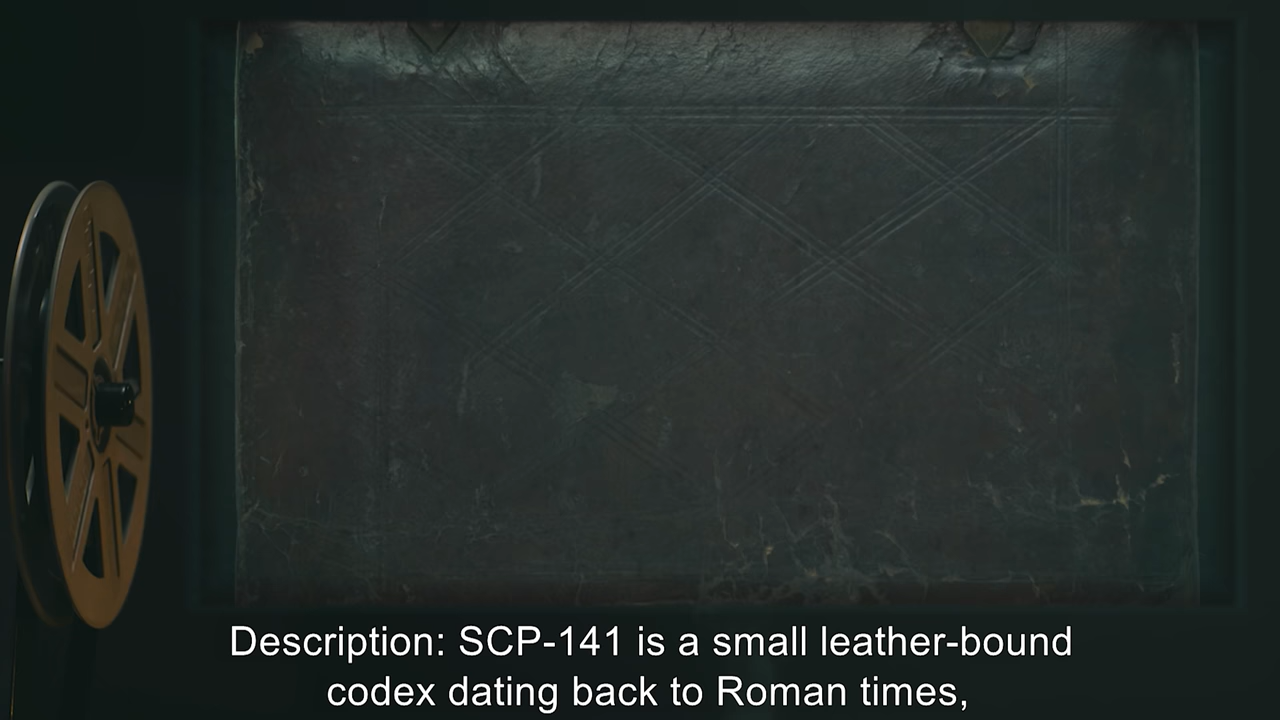 Description: SCP-141 is a small leather-bound
codex dating back to Roman times,